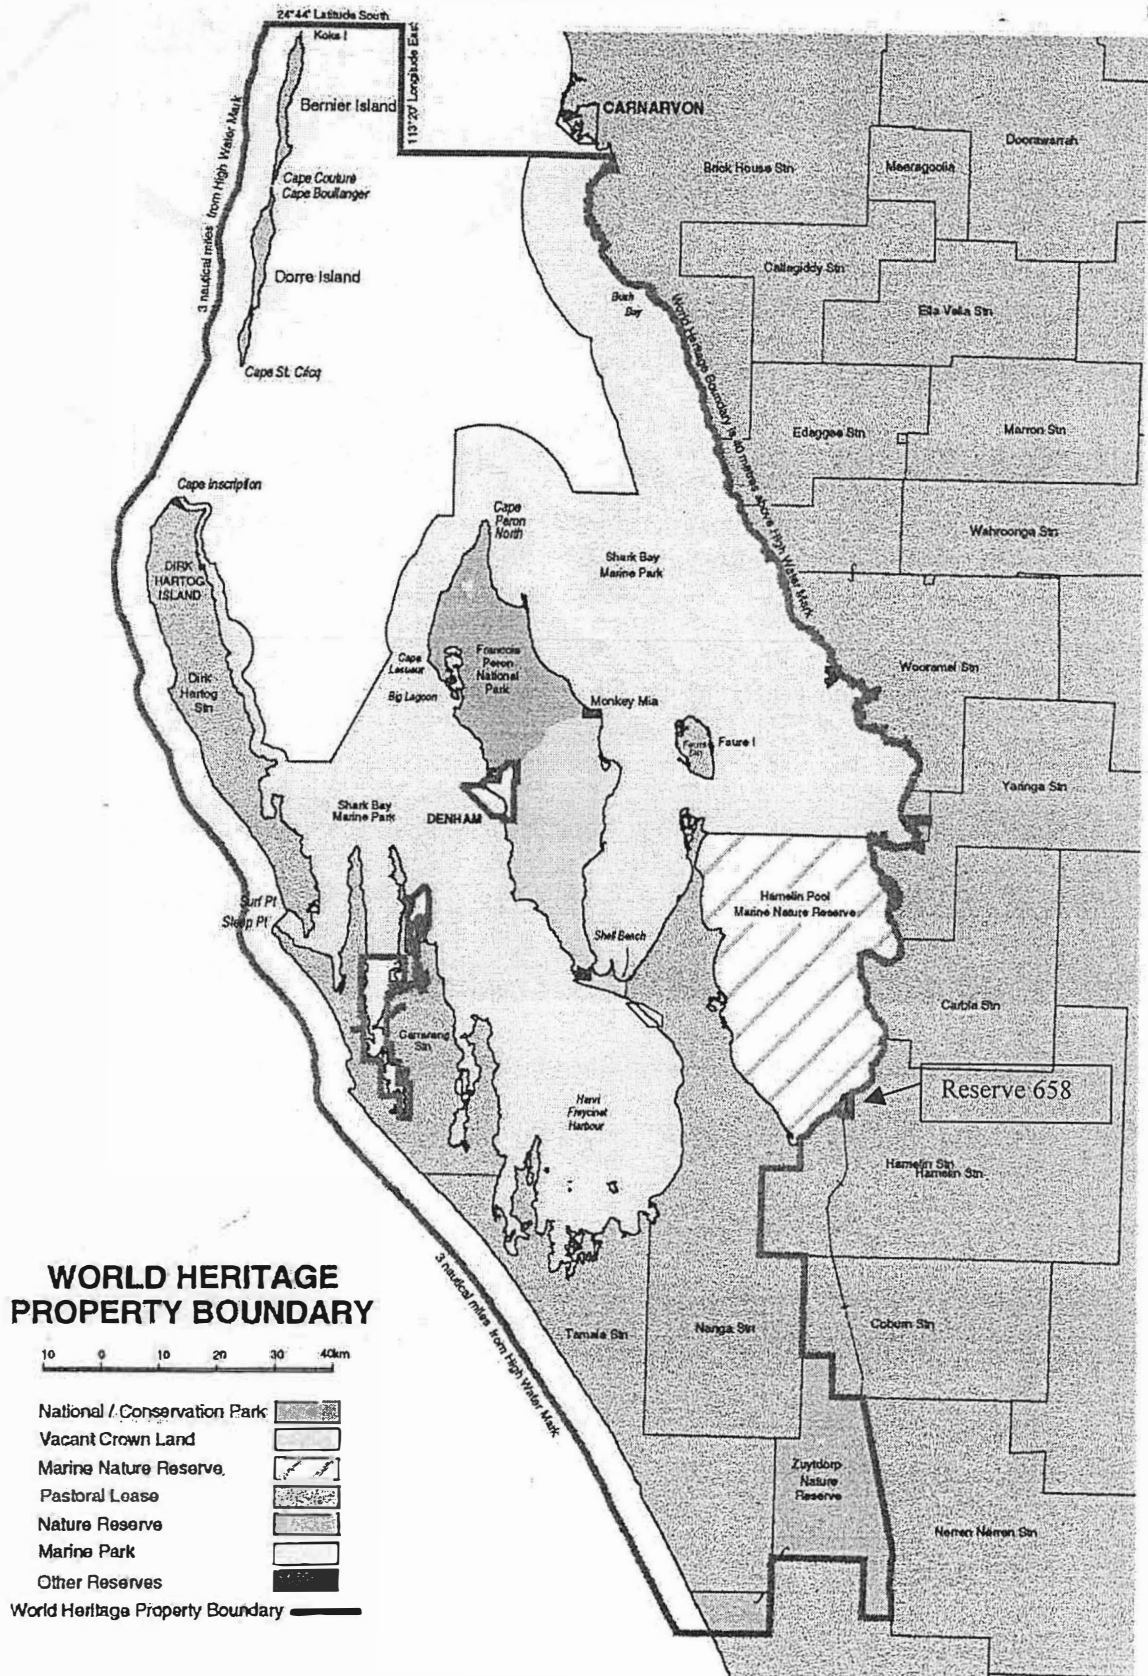 24°44' Latitude South
Koks I
113°20' Longitude East
Bernier Island
CARNARVON
Doorawarrah
Brick House Stn
Meeragoolia
3 nautical miles from High Water Mark
Cape Couture
Cape Boullanger
Dorre Island
Callagiddy Stn
Bush
Bay
Ella Valla Stn
World Heritage Boundary is 40 metres above High Water Mark
Cape St. Cricq
Edaggee Stn
Marron Stn
Cape Inscription
Cape
Peron
North
Wahroonga Stn
Shark Bay
Marine Park
DIRK
HARTOG
ISLAND
Francois
Peron
National
Park
Cape
Lesueur
Wooramel Stn
Dirk
Hartog
Stn
Big Lagoon
Monkey Mia
Faure
Stn
Faure I
Yaringa Stn
Shark Bay
Marine Park
DENHAM
Hamelin Pool
Marine Nature Reserve
Surf Pt
Steep Pt
Shell Beach
Carbla Stn
Carrarang
Stn
Reserve 658
Henri
Freycinet
Harbour
Hamelin Stn
Hamelin Stn
WORLD HERITAGE
PROPERTY BOUNDARY
3 nautical miles from High Water Mark
Tamala Stn
Nanga Stn
Coburn Stn
10 0 10 20 30 40km
National / Conservation Park
Vacant Crown Land
Marine Nature Reserve
Pastoral Lease
Nature Reserve
Marine Park
Other Reserves
World Heritage Property Boundary
Zuytdorp
Nature
Reserve
Nerren Nerren Stn